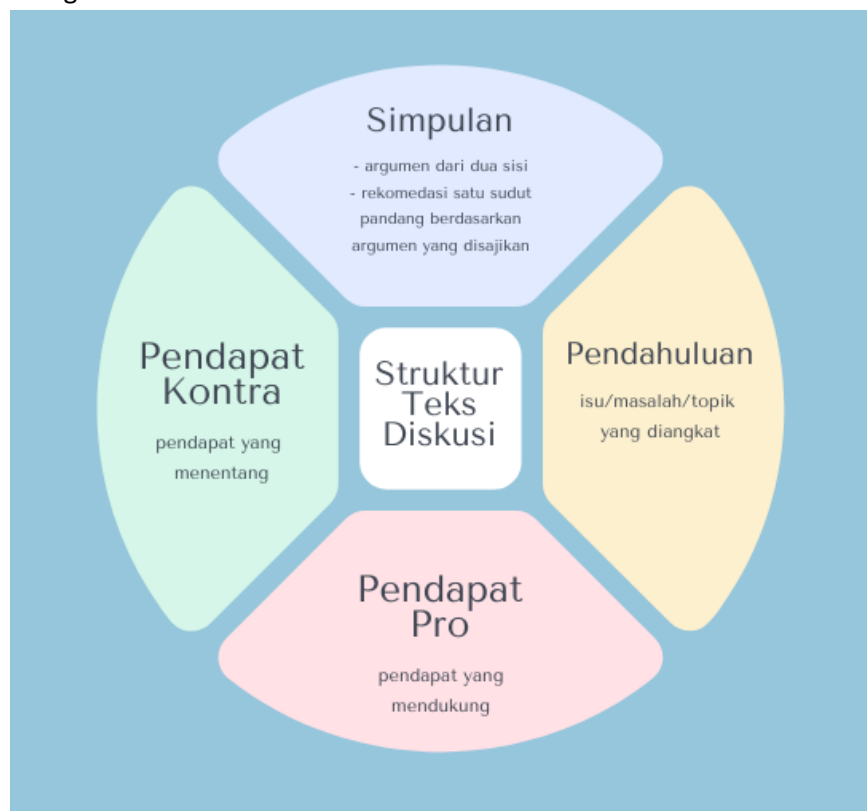 Simpulan
- argumen dari dua sisi
- rekomedasi satu sudut
pandang berdasarkan
argumen yang disajikan
Pendahuluan
isu/masalah/topik
yang diangkat
Pendapat
Pro
pendapat yang
mendukung
Pendapat
Kontra
pendapat yang
menentang
Struktur
Teks
Diskusi